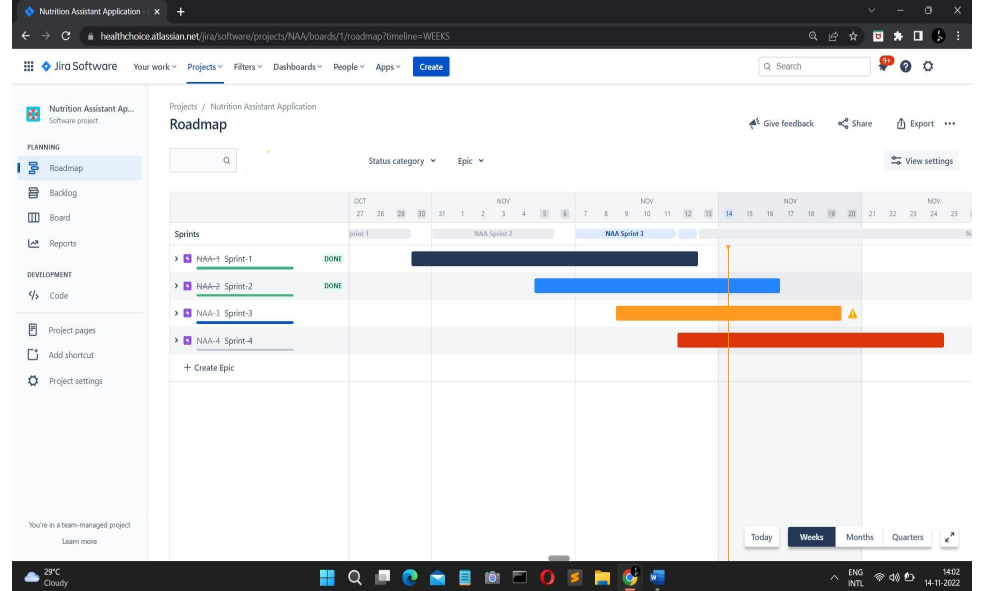 Nutrition Assistant Application -
healthchoice.atlassian.net/jira/software/projects/NAA/boards/1/roadmap?timeline=WEEKS
Jira Software Your work Projects Filters Dashboards People Apps Create Search 9+
Nutrition Assistant Ap...
Software project
PLANNING
Roadmap
Backlog
Board
Reports
DEVELOPMENT
Code
Project pages
Add shortcut
Project settings
You're in a team-managed project
Learn more
Projects / Nutrition Assistant Application
Roadmap
Give feedback Share Export
Status category Epic View settings
OCT NOV NOV NOV NOV
27 28 29 30 31 1 2 3 4 5 6 7 8 9 10 11 12 13 14 15 16 17 18 19 20 21 22 23 24 25
Sprints print 1 NAA Sprint 2 NAA Sprint 3
NAA-1 Sprint-1 DONE
NAA-2 Sprint-2 DONE
NAA-3 Sprint-3
NAA-4 Sprint-4
+ Create Epic
Today Weeks Months Quarters
29°C
Cloudy
ENG
INTL
14:02
14-11-2022